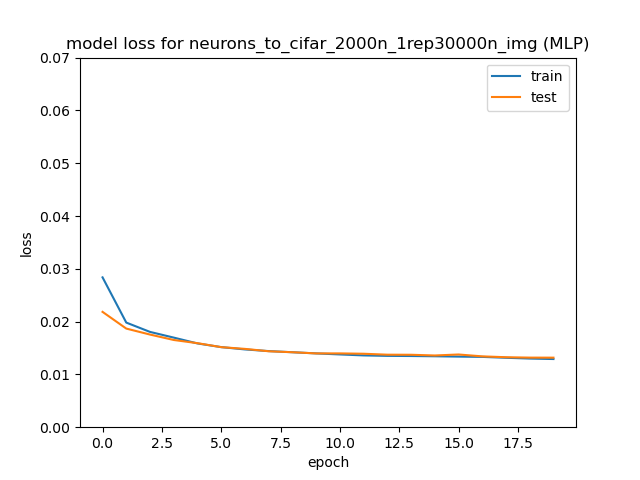 model loss for neurons_to_cifar_2000n_1rep30000n_img (MLP)
0.07
0.06
0.05
0.04
0.03
0.02
0.01
0.00
loss
train
test
0.0 2.5 5.0 7.5 10.0 12.5 15.0 17.5
epoch